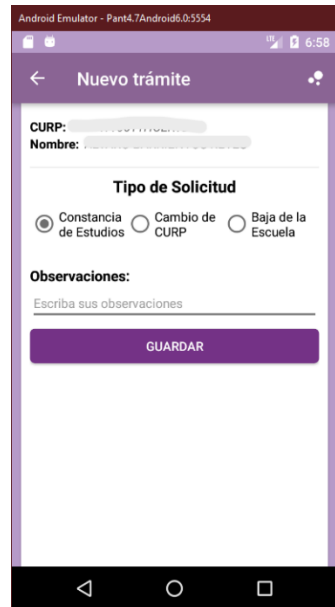 Android Emulator - Pant4.7Android6.0:5554
LTE 6:58
Nuevo trámite
CURP:
Nombre:
Tipo de Solicitud
Constancia de Estudios
Cambio de CURP
Baja de la Escuela
Observaciones:
Escriba sus observaciones
GUARDAR